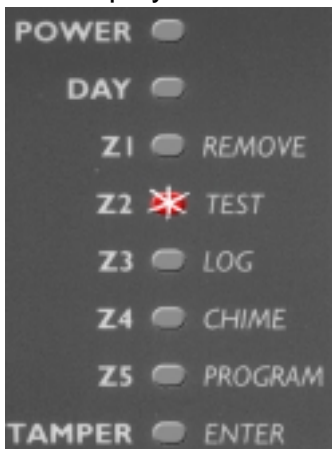 POWER
DAY
Z1 REMOVE
Z2 TEST
Z3 LOG
Z4 CHIME
Z5 PROGRAM
TAMPER ENTER